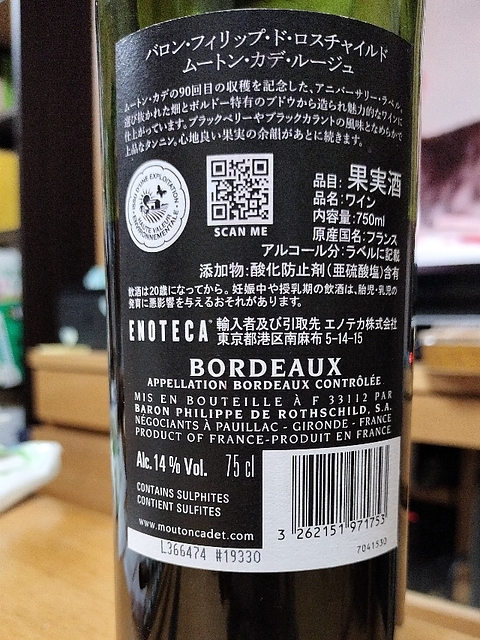 バロン・フィリップ・ド・ロスチャイルド
ムートン・カデ・ルージュ
ムートン・カデの90回目の収穫を記念した、アニバーサリー・ラベル。
選び抜かれた畑とボルドー特有のブドウから造られ魅力的なワインに
仕上がっています。ブラックベリーやブラックカラントの風味となめらかで
上品なタンニン。心地良い果実の余韻があとに続きます。
ISSU D'UNE EXPLOITATION
HAUTE VALEUR ENVIRONNEMENTALE
SCAN ME
品目: 果実酒
品名: ワイン
内容量: 750ml
原産国名: フランス
アルコール分: ラベルに記載
添加物: 酸化防止剤（亜硫酸塩）含有
飲酒は20歳になってから。妊娠中や授乳期の飲酒は、胎児・乳児の
発育に悪影響を与えるおそれがあります。
ENOTECA 輸入者及び引取先 エノテカ株式会社
東京都港区南麻布 5-14-15
BORDEAUX
APPELLATION BORDEAUX CONTRÔLÉE
MIS EN BOUTEILLE À F 33112 PAR
BARON PHILIPPE DE ROTHSCHILD, S.A.
NÉGOCIANTS À PAUILLAC - GIRONDE - FRANCE
PRODUCT OF FRANCE-PRODUIT EN FRANCE
Alc. 14 % Vol. 75 cl
CONTAINS SULPHITES
CONTIENT SULFITES
www.moutoncadet.com
3 262151 971753
7041530
L366474 #19330